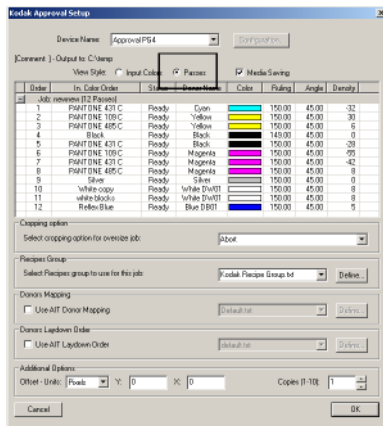 Kodak Approval Setup
Device Name: Approval PS4 Configuration...
[Comment: ]-Output to: C:\temp
View Style: Input Colors Passes Media Saving
Order In. Color Order Status Donor Name Color Ruling Angle Density
Job: newnew (12 Passes)
1 PANTONE 431 C Ready Cyan 150.00 45.00 -32
2 PANTONE 109 C Ready Yellow 150.00 45.00 30
3 PANTONE 485 C Ready Yellow 150.00 45.00 6
4 Black Ready Black 149.00 45.00 0
5 PANTONE 431 C Ready Black 150.00 45.00 -28
6 PANTONE 109 C Ready Magenta 150.00 45.00
7 PANTONE 431 C Ready Magenta 150.00 45.00 -42
8 PANTONE 485 C Ready Magenta 150.00 45.00 8
9 Silver Ready Silver 150.00 45.00 0
10 White copy Ready White DW01 150.00 45.00 8
11 white blocks Ready White DW01 150.00 45.00 8
12 Reflex Blue Ready Blue DB01 150.00 45.00 5
Cropping option
Select cropping option for oversize job: Abort
Recipes Group
Select Recipes group to use for this job: Kodak Recipe Group.txt Define...
Donors Mapping
Use AIT Donor Mapping Default.txt Define...
Donors Laydown Order
Use AIT Laydown Order default.txt Define...
Additional Options
Offset - Units: Pixels Y: 0 X: 0 Copies (1-10): 1
Cancel OK